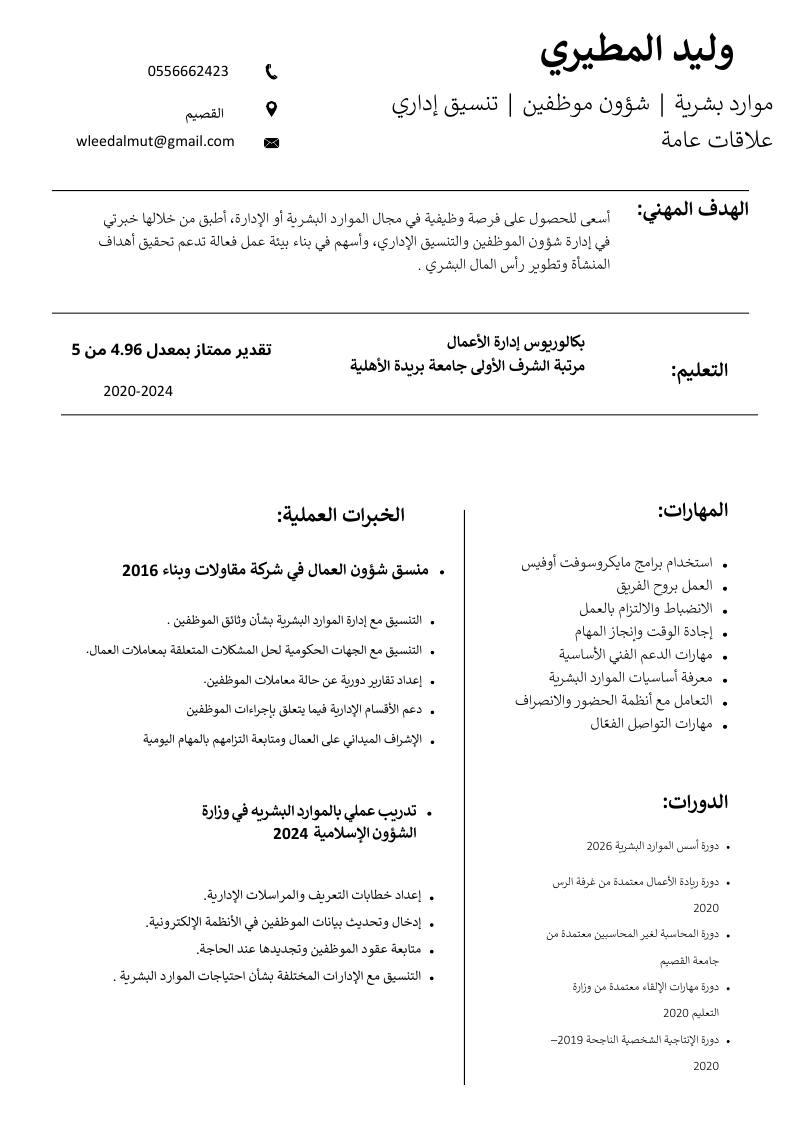 وليد المطيري
موارد بشرية | شؤون موظفين | تنسيق إداري
علاقات عامة
0556662423
القصيم
wleedalmut@gmail.com
الهدف المهني:
أسعى للحصول على فرصة وظيفية في مجال الموارد البشرية أو الإدارة، أطبق من خلالها خبرتي
في إدارة شؤون الموظفين والتنسيق الإداري، وأسهم في بناء بيئة عمل فعالة تدعم تحقيق أهداف
المنشأة وتطوير رأس المال البشري .
التعليم:
بكالوريوس إدارة الأعمال
مرتبة الشرف الأولى جامعة بريدة الأهلية
تقدير ممتاز بمعدل 4.96 من 5
2020-2024
المهارات:
• استخدام برامج مايكروسوفت أوفيس
• العمل بروح الفريق
• الانضباط والالتزام بالعمل
• إجادة الوقت وإنجاز المهام
• مهارات الدعم الفني الأساسية
• معرفة أساسيات الموارد البشرية
• التعامل مع أنظمة الحضور والانصراف
• مهارات التواصل الفعّال
الدورات:
• دورة أسس الموارد البشرية 2026
• دورة ريادة الأعمال معتمدة من غرفة الرس
2020
• دورة المحاسبة لغير المحاسبين معتمدة من
جامعة القصيم
• دورة مهارات الإلقاء معتمدة من وزارة
التعليم 2020
• دورة الإنتاجية الشخصية الناجحة 2019–
2020
الخبرات العملية:
• منسق شؤون العمال في شركة مقاولات وبناء 2016
• التنسيق مع إدارة الموارد البشرية بشأن وثائق الموظفين .
• التنسيق مع الجهات الحكومية لحل المشكلات المتعلقة بمعاملات العمال.
• إعداد تقارير دورية عن حالة معاملات الموظفين.
• دعم الأقسام الإدارية فيما يتعلق بإجراءات الموظفين
• الإشراف الميداني على العمال ومتابعة التزامهم بالمهام اليومية
• تدريب عملي بالموارد البشريه في وزارة
الشؤون الإسلامية 2024
• إعداد خطابات التعريف والمراسلات الإدارية.
• إدخال وتحديث بيانات الموظفين في الأنظمة الإلكترونية.
• متابعة عقود الموظفين وتجديدها عند الحاجة.
• التنسيق مع الإدارات المختلفة بشأن احتياجات الموارد البشرية .